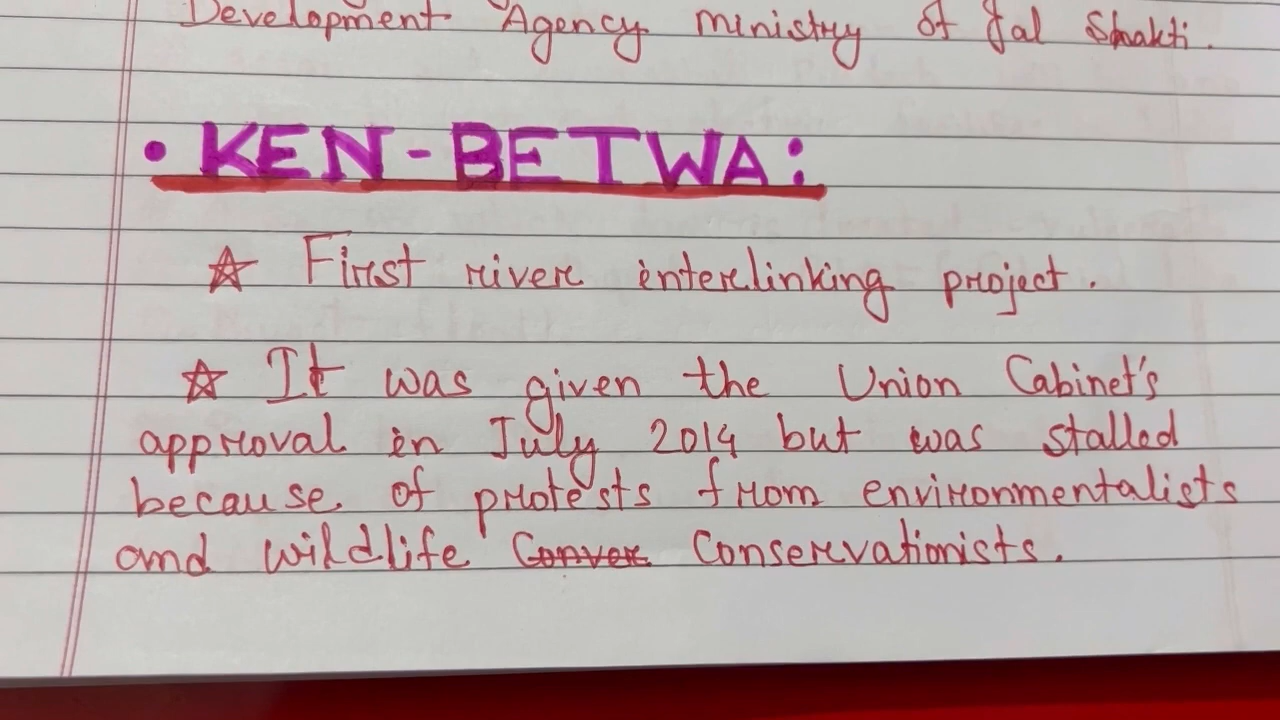 Development Agency ministry of Jal Shakti.
• KEN-BETWA:
☆ First river interlinking project.
☆ It was given the Union Cabinet's
approval in July 2014 but was stalled
because of protests from environmentalists
and wildlife Conver Conservationists.